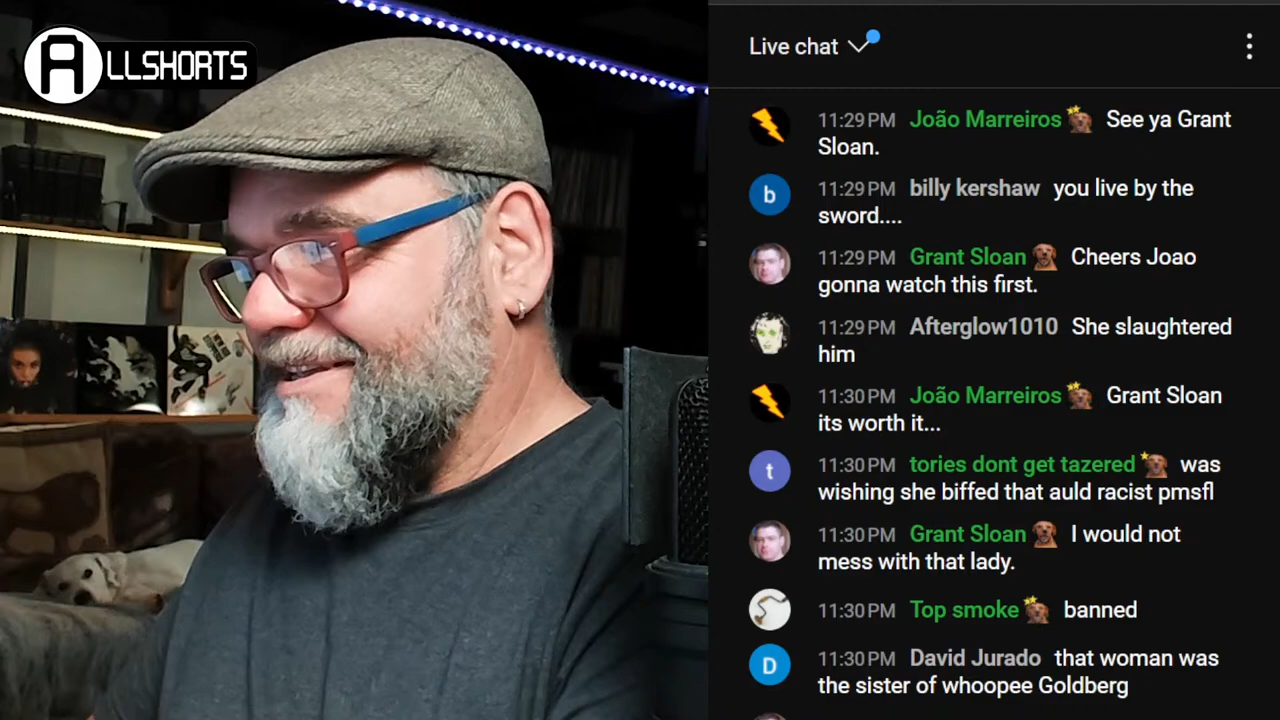 ALLSHORTS
Live chat
11:29 PM João Marreiros See ya Grant
Sloan.
b
11:29 PM billy kershaw you live by the
sword....
11:29 PM Grant Sloan Cheers Joao
gonna watch this first.
11:29 PM Afterglow1010 She slaughtered
him
11:30 PM João Marreiros Grant Sloan
its worth it...
t
11:30 PM tories dont get tazered was
wishing she biffed that auld racist pmsfl
11:30 PM Grant Sloan I would not
mess with that lady.
11:30 PM Top smoke banned
D
11:30 PM David Jurado that woman was
the sister of whoopee Goldberg